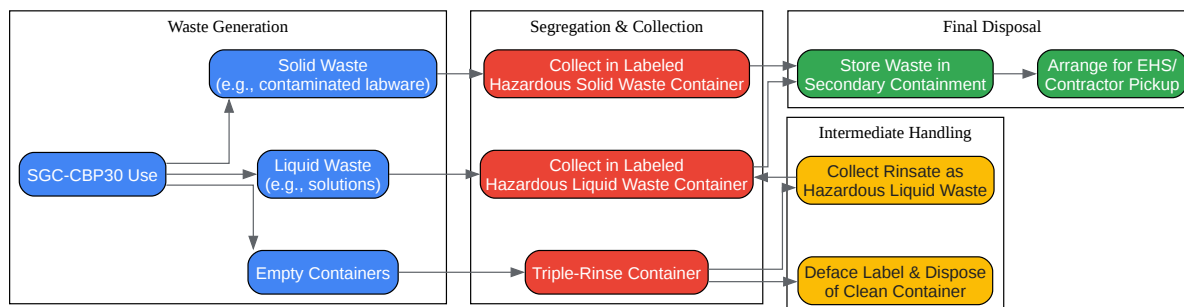 Waste Generation
Segregation & Collection
Final Disposal
Solid Waste
(e.g., contaminated labware)
Collect in Labeled
Hazardous Solid Waste Container
Store Waste in
Secondary Containment
Arrange for EHS/
Contractor Pickup
Intermediate Handling
SGC-CBP30 Use
Liquid Waste
(e.g., solutions)
Collect in Labeled
Hazardous Liquid Waste Container
Collect Rinsate as
Hazardous Liquid Waste
Empty Containers
Triple-Rinse Container
Deface Label & Dispose
of Clean Container